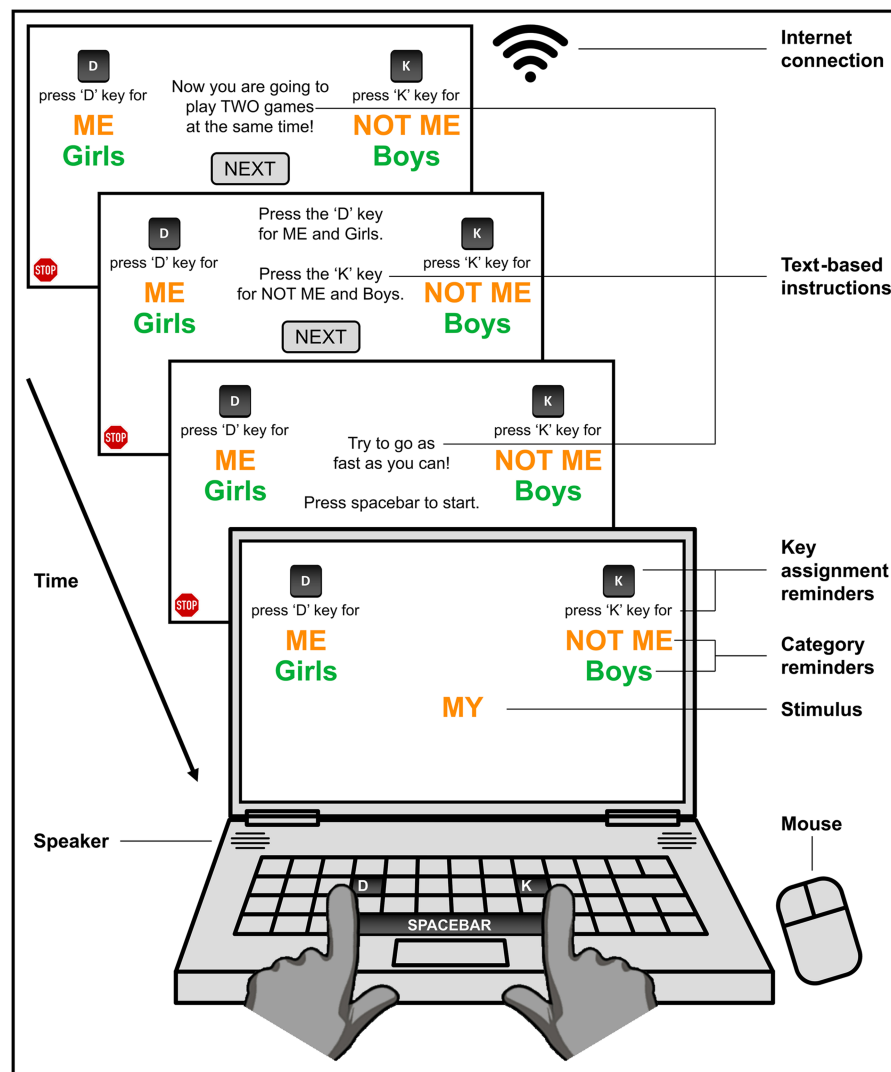 D
press ‘D’ key for
ME
Girls
Now you are going to
play TWO games
at the same time!
NEXT
K
press ‘K’ key for
NOT ME
Boys
STOP
Internet
connection
D
press ‘D’ key for
ME
Girls
Press the ‘D’ key
for ME and Girls.
Press the ‘K’ key
for NOT ME and Boys.
NEXT
K
press ‘K’ key for
NOT ME
Boys
STOP
Text-based
instructions
D
press ‘D’ key for
ME
Girls
Try to go as
fast as you can!
Press spacebar to start.
K
press ‘K’ key for
NOT ME
Boys
STOP
Time
D
press ‘D’ key for
ME
Girls
K
press ‘K’ key for
NOT ME
Boys
MY
Key
assignment
reminders
Category
reminders
Stimulus
Speaker
Mouse
D
K
SPACEBAR